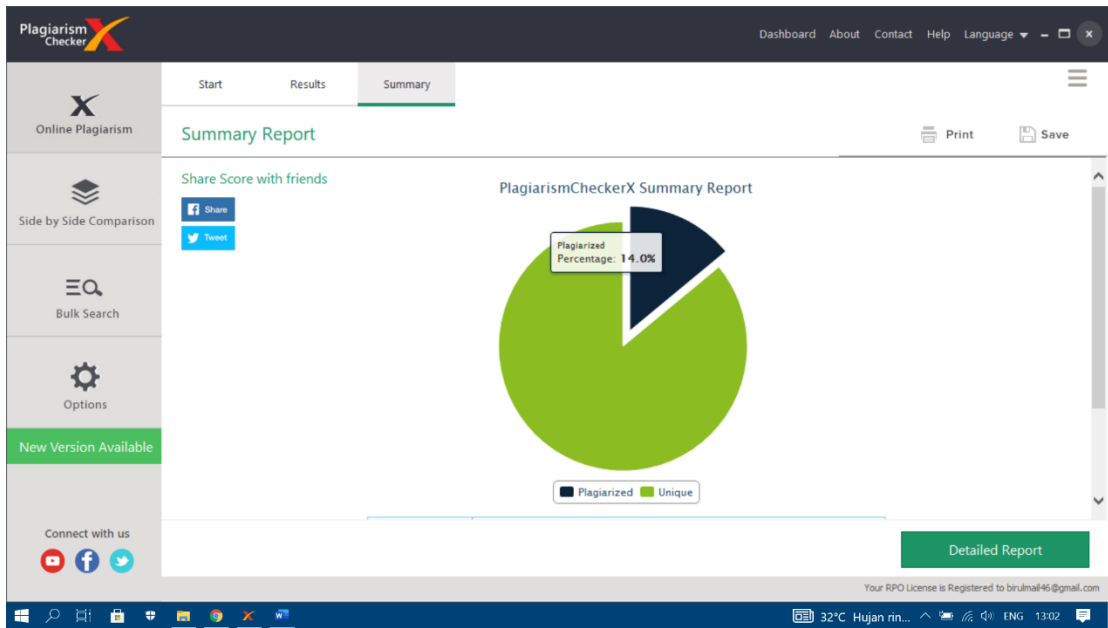 Plagiarism
Checker
Dashboard About Contact Help Language
Start Results Summary
Online Plagiarism
Summary Report
Print Save
Share Score with friends
PlagiarismCheckerX Summary Report
Share
Tweet
Side by Side Comparison
Plagiarized
Percentage: 14.0%
Bulk Search
Options
New Version Available
Plagiarized Unique
Connect with us
Detailed Report
Your RPO License is Registered to birulmail46@gmail.com
32°C Hujan rin... ENG 13:02